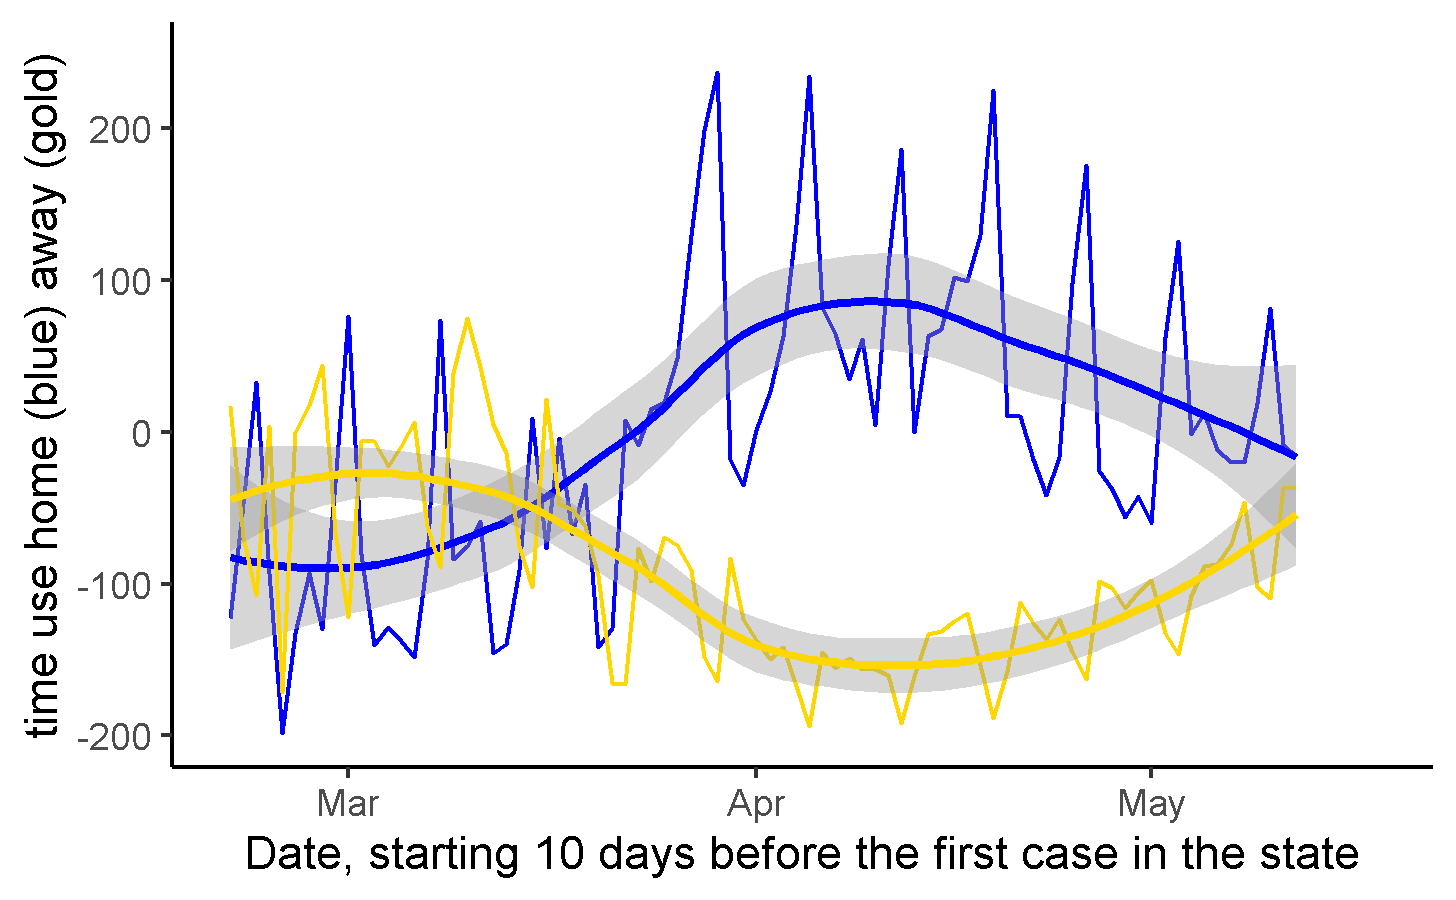 time use home (blue) away (gold)
200
100
0
-100
-200
Mar
Apr
May
Date, starting 10 days before the first case in the state